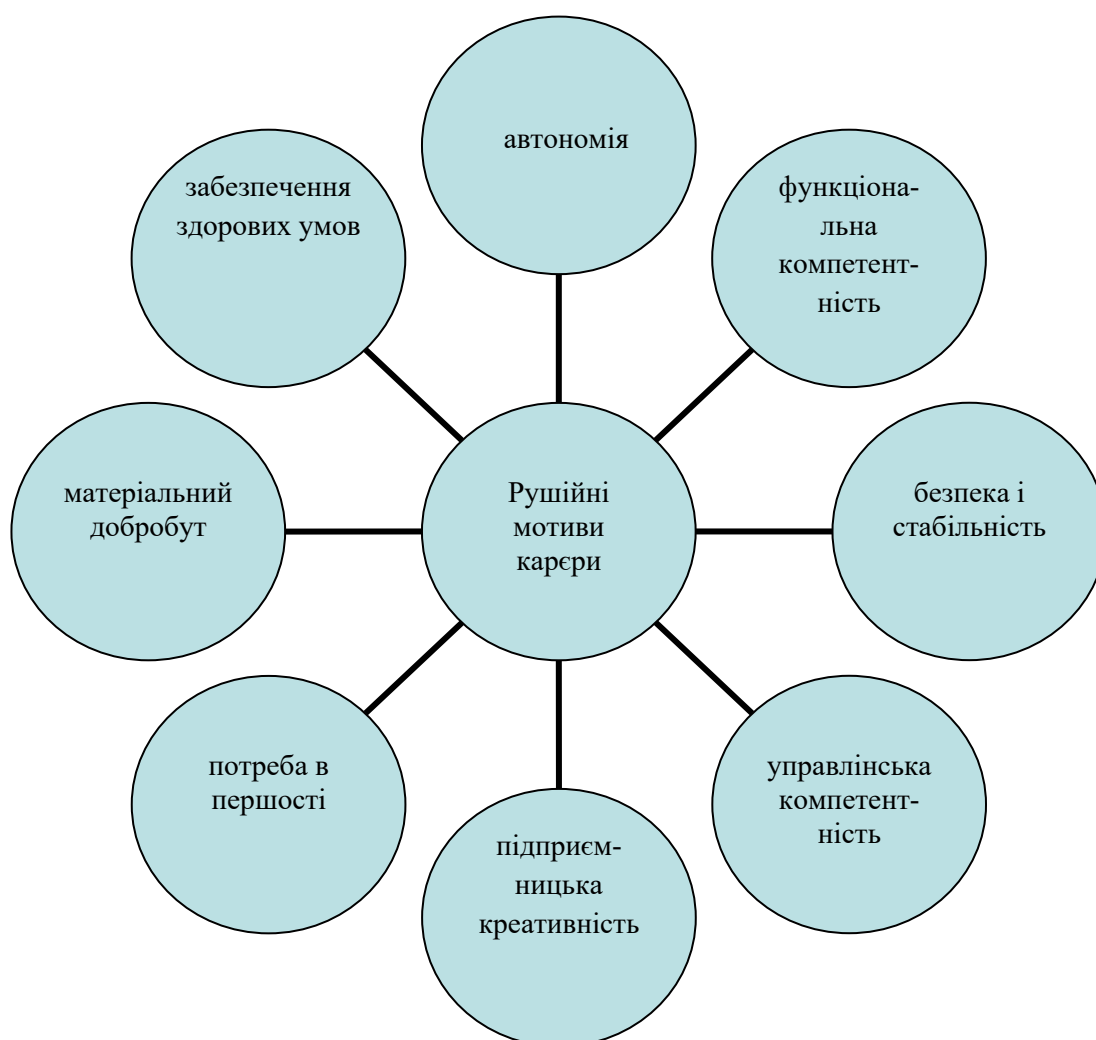 автономія
функціона-
льна
компетент-
ність
безпека і
стабільність
управлінська
компетент-
ність
підприєм-
ницька
креативність
потреба в
першості
матеріальний
добробут
забезпечення
здорових умов
Рушійні
мотиви
карєри